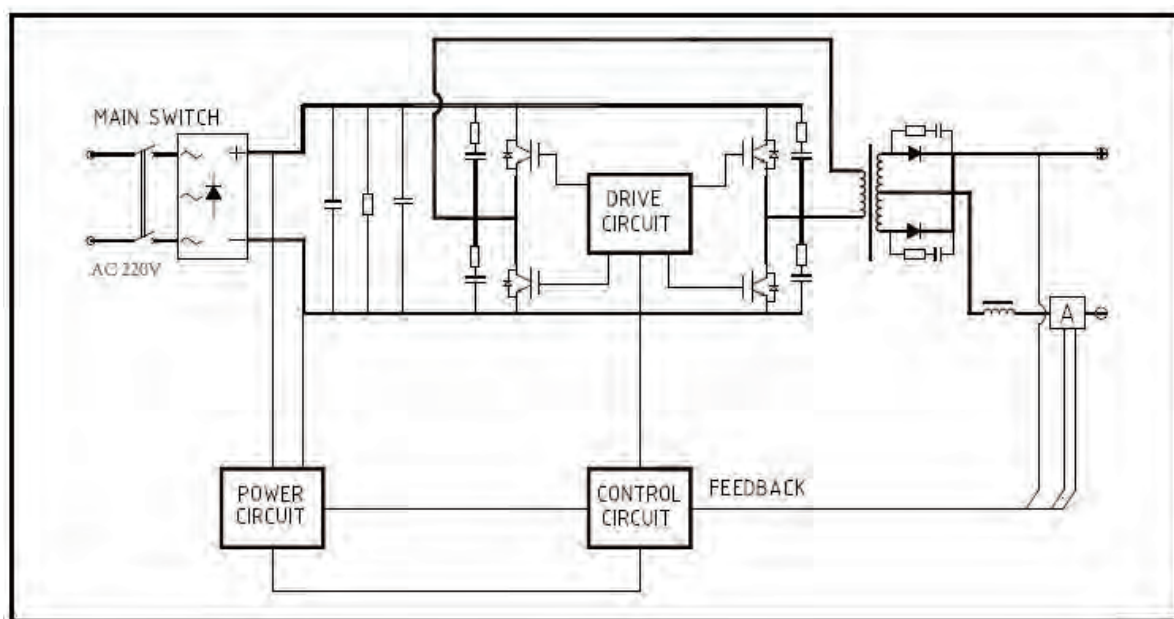 MAIN SWITCH
AC 220V
DRIVE
CIRCUIT
A
POWER
CIRCUIT
CONTROL
CIRCUIT
FEEDBACK